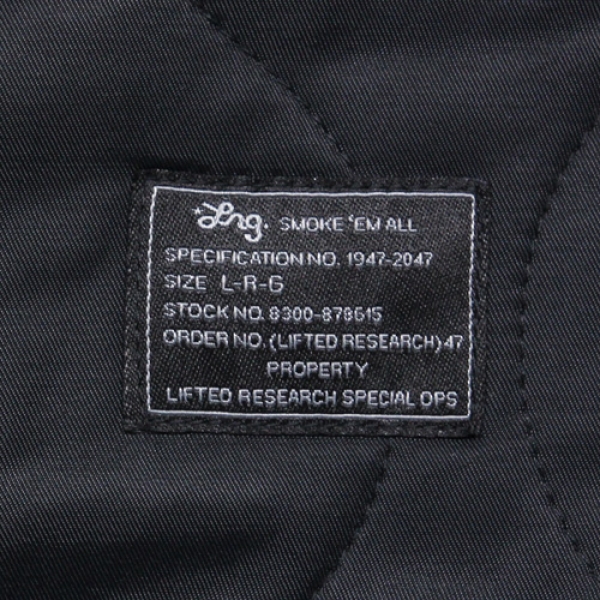 Lrg. SMOKE 'EM ALL
SPECIFICATION NO. 1947-2047
SIZE L-R-G
STOCK NO. 8300-878615
ORDER NO. (LIFTED RESEARCH) 47
PROPERTY
LIFTED RESEARCH SPECIAL OPS